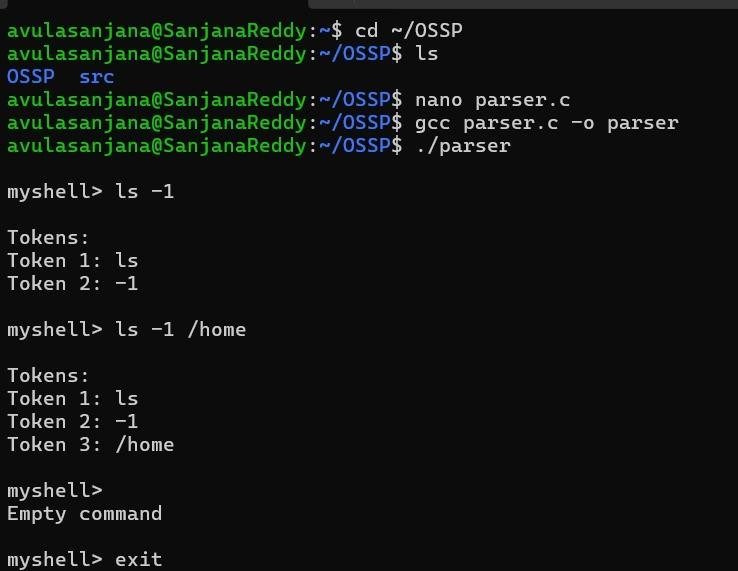 avulasanjana@SanjanaReddy:~$ cd ~/OSSP
avulasanjana@SanjanaReddy:~/OSSP$ ls
OSSP  src
avulasanjana@SanjanaReddy:~/OSSP$ nano parser.c
avulasanjana@SanjanaReddy:~/OSSP$ gcc parser.c -o parser
avulasanjana@SanjanaReddy:~/OSSP$ ./parser
myshell> ls -1
Tokens:
Token 1: ls
Token 2: -1
myshell> ls -1 /home
Tokens:
Token 1: ls
Token 2: -1
Token 3: /home
myshell>
Empty command
myshell> exit